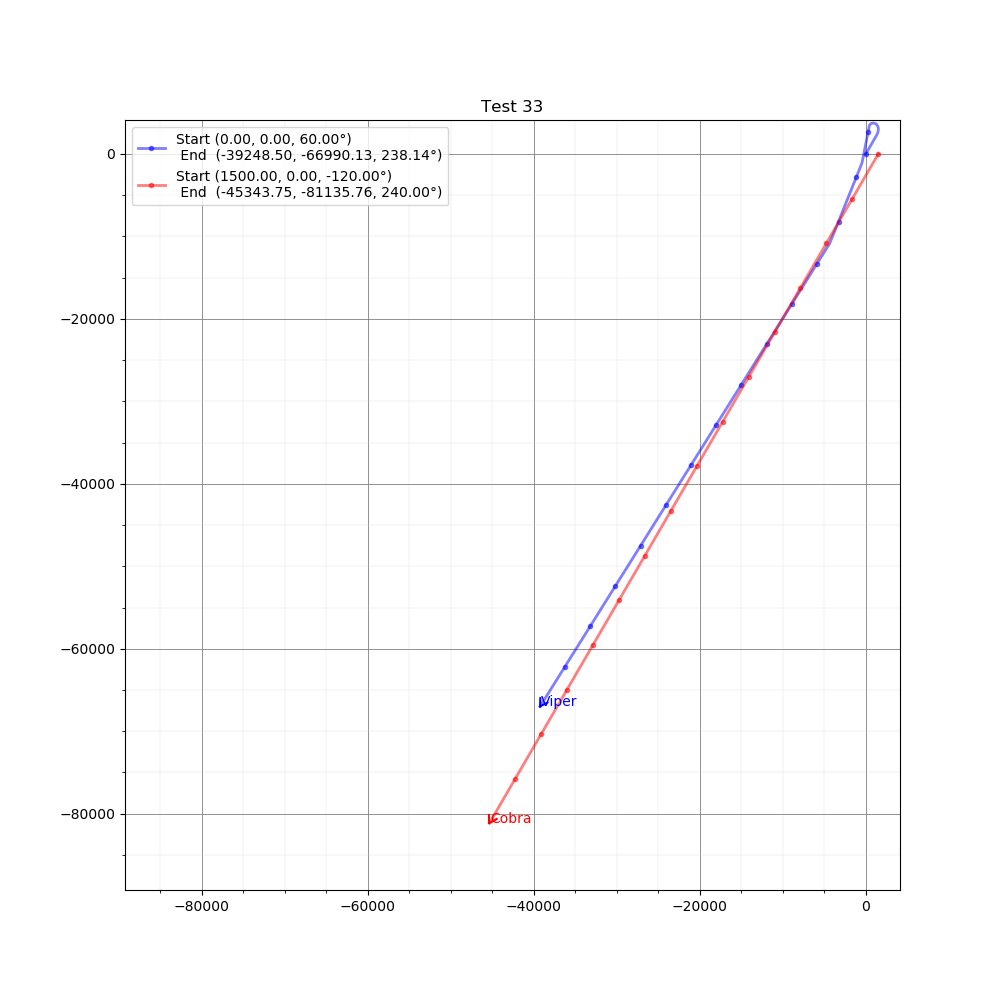 Test 33
Start (0.00, 0.00, 60.00°)
End (-39248.50, -66990.13, 238.14°)
Start (1500.00, 0.00, -120.00°)
End (-45343.75, -81135.76, 240.00°)
0
−20000
−40000
−60000
−80000
Viper
Cobra
−80000
−60000
−40000
−20000
0